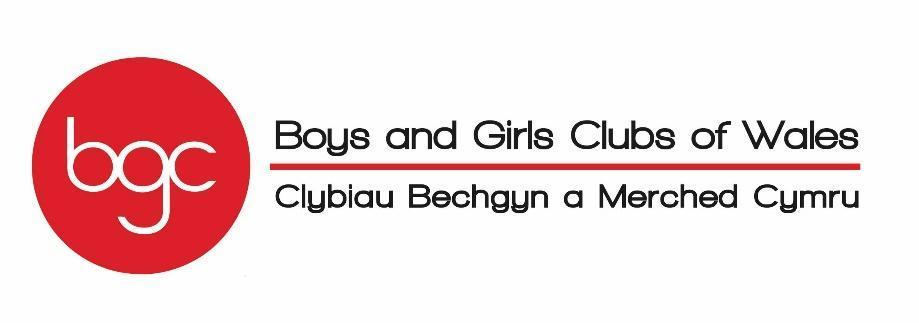 bgc
Boys and Girls Clubs of Wales
Clybiau Bechgyn a Merched Cymru